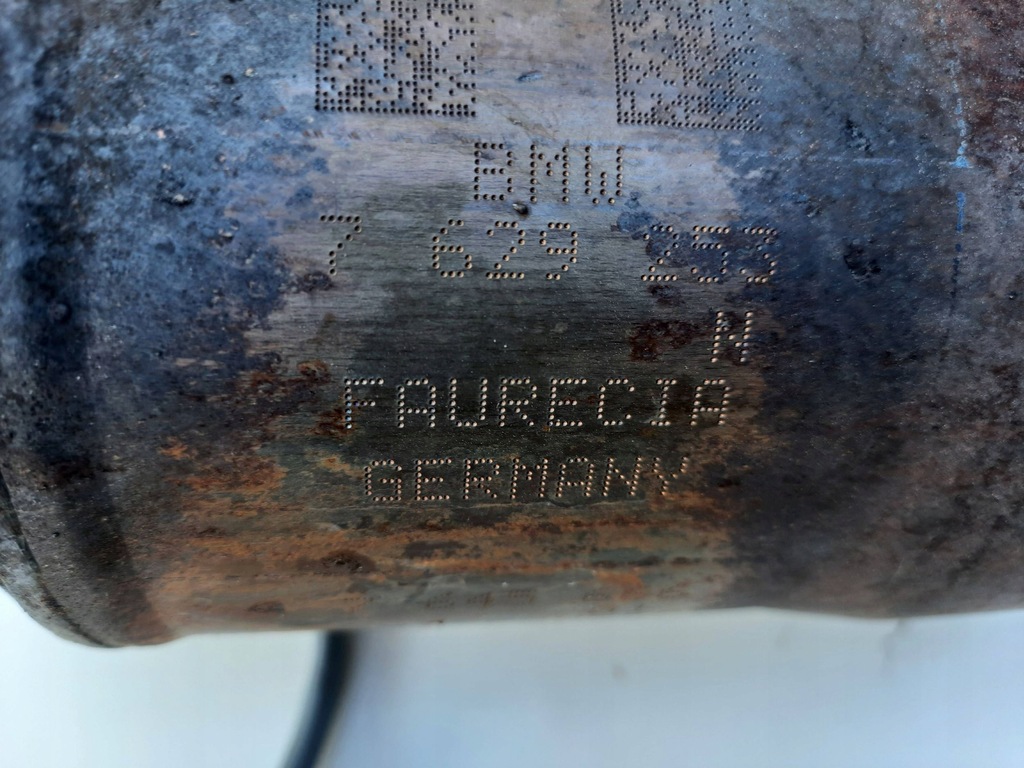 BMW
7 629 253
N
FAURECIA
GERMANY